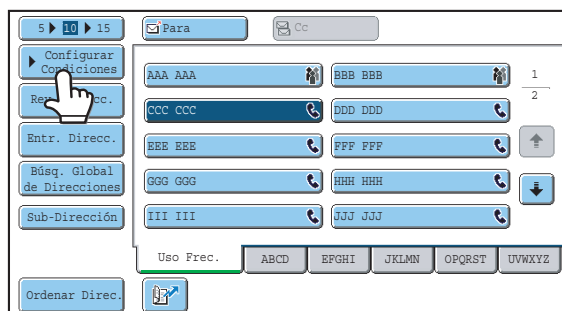 5 10 15
Para
Cc
Configurar
Condiciones
AAA AAA
BBB BBB
1
2
cc.
CCC CCC
DDD DDD
Entr. Direcc.
EEE EEE
FFF FFF
Búsq. Global
de Direcciones
GGG GGG
HHH HHH
Sub-Dirección
III III
JJJ JJJ
Uso Frec.
ABCD
EFGHI
JKLMN
OPQRST
UVWXYZ
Ordenar Direc.